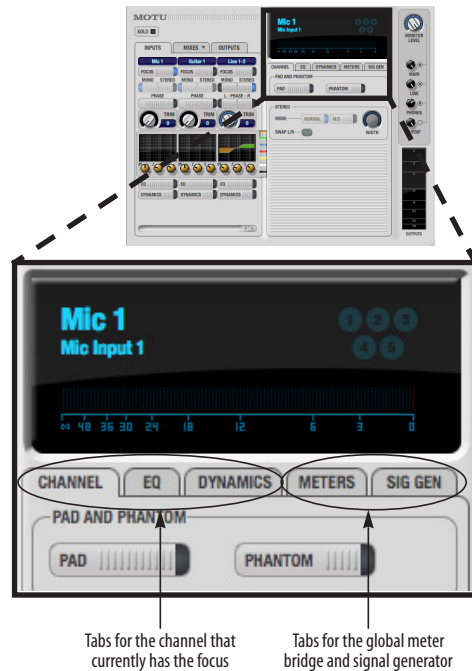 MOTU
SOLO
INPUTS MIXES OUTPUTS
Mic 1 Guitar 1 Line 1-2
FOCUS FOCUS FOCUS
MONO STEREO MONO STEREO MONO STEREO
PHASE PHASE L - PHASE - R
TRIM 0 TRIM 0 TRIM 0
EQ EQ EQ
DYNAMICS DYNAMICS DYNAMICS
Mic 1
Mic Input 1
CHANNEL EQ DYNAMICS METERS SIG GEN
PAD AND PHANTOM
PAD PHANTOM
STEREO
MODE NORMAL M/S
SWAP L/R WIDTH
MONITOR
LEVEL
MAIN
LINE
PHONES
OUTPUTS
Mic 1
Mic Input 1
1 2 3
4 5
∞ 48 36 30 24 18 12 6 3 0
CHANNEL EQ DYNAMICS METERS SIG GEN
PAD AND PHANTOM
PAD PHANTOM
Tabs for the channel that
currently has the focus
Tabs for the global meter
bridge and signal generator